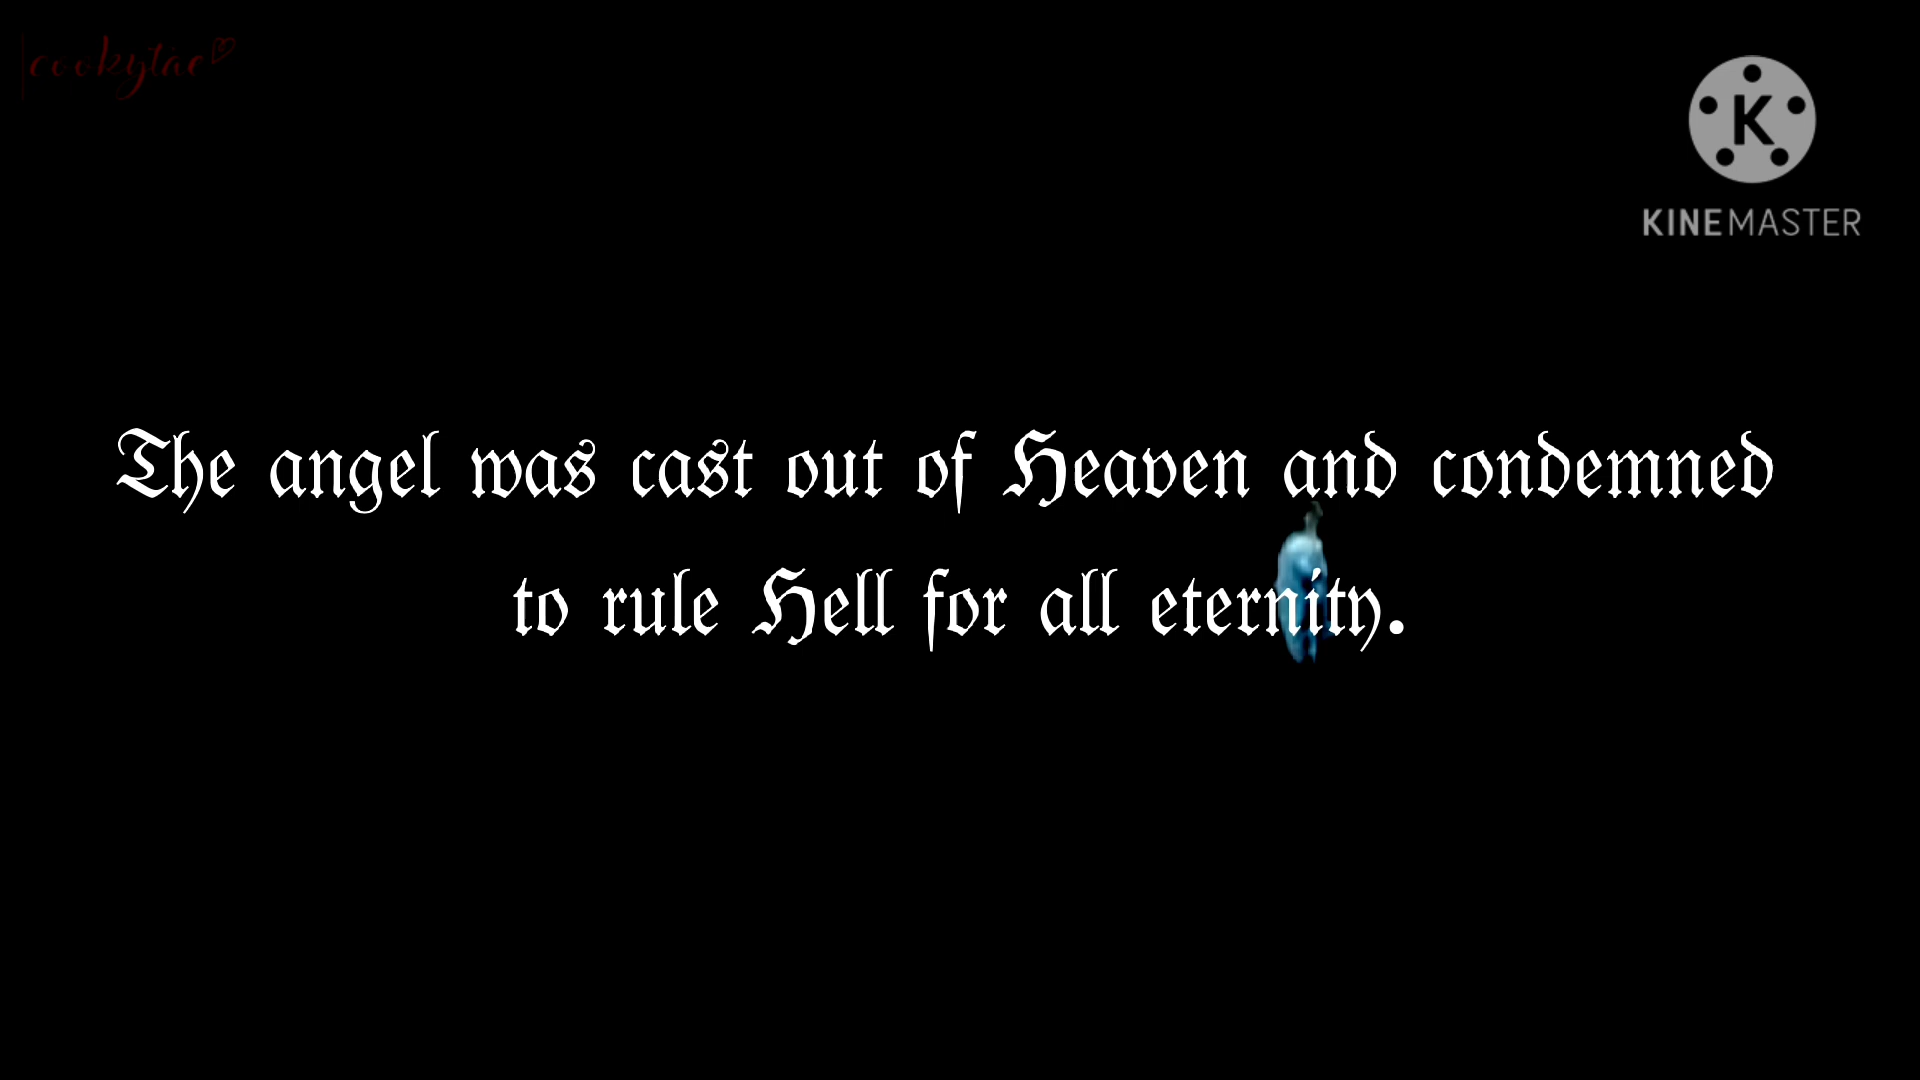 cookytae♡
K
KINEMASTER
The angel was cast out of Heaven and condemned
to rule Hell for all eternity.